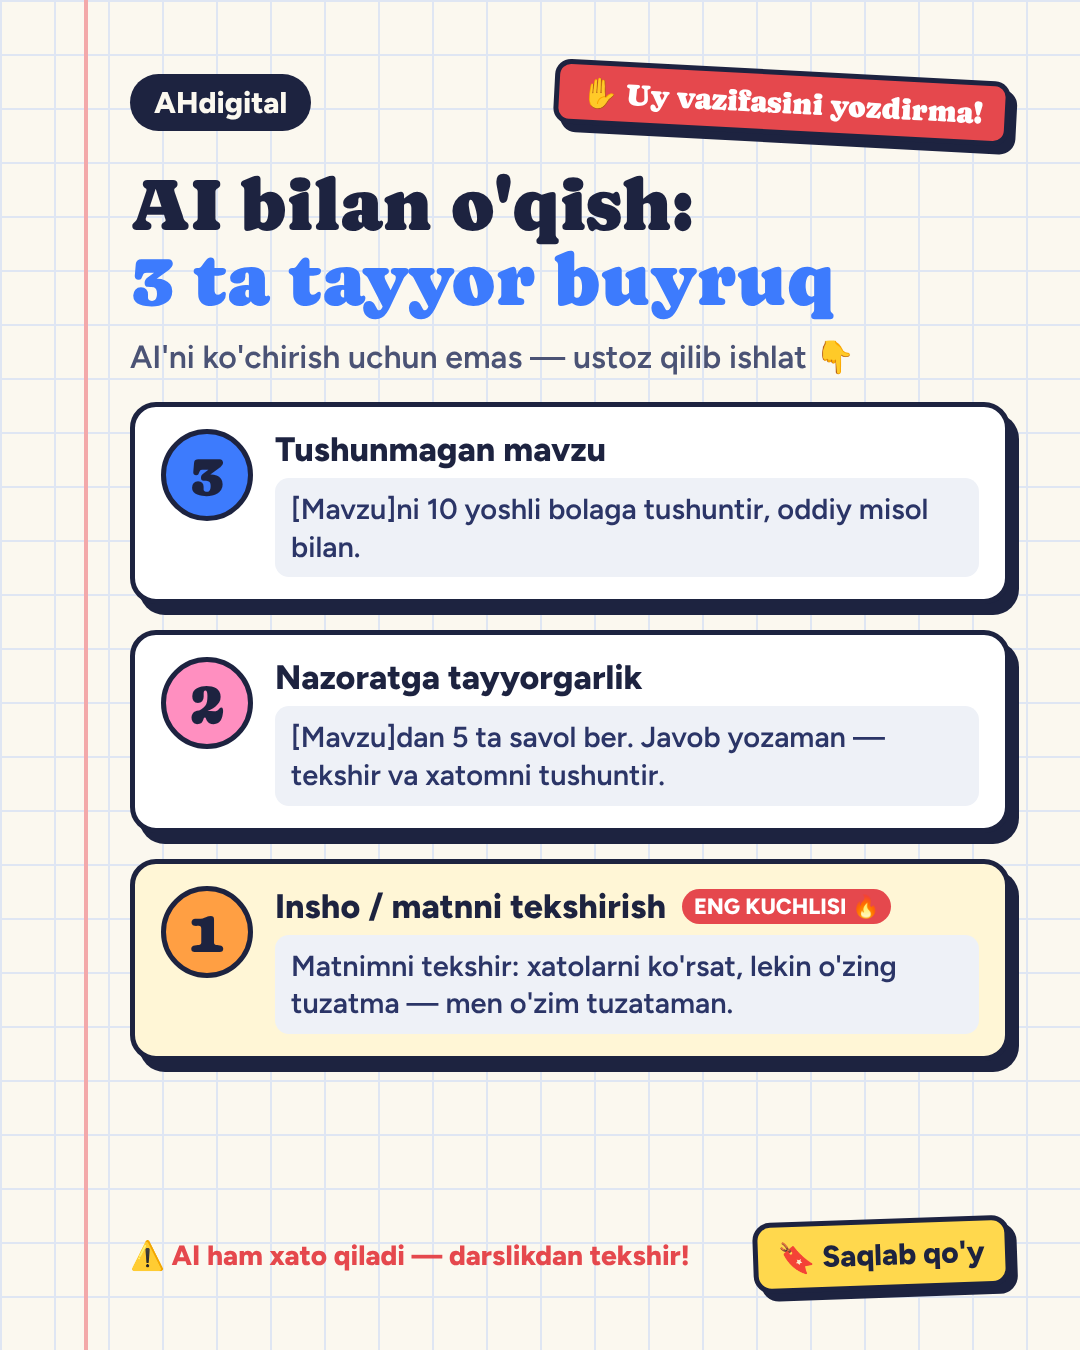 AHdigital
✋ Uy vazifasini yozdirma!
AI bilan o'qish:
3 ta tayyor buyruq
AI'ni ko'chirish uchun emas — ustoz qilib ishlat 👇
3
Tushunmagan mavzu
[Mavzu]ni 10 yoshli bolaga tushuntir, oddiy misol
bilan.
2
Nazoratga tayyorgarlik
[Mavzu]dan 5 ta savol ber. Javob yozaman —
tekshir va xatomni tushuntir.
1
Insho / matnni tekshirish ENG KUCHLISI 🔥
Matnimni tekshir: xatolarni ko'rsat, lekin o'zing
tuzatma — men o'zim tuzataman.
⚠️ AI ham xato qiladi — darslikdan tekshir!
🔖 Saqlab qo'y